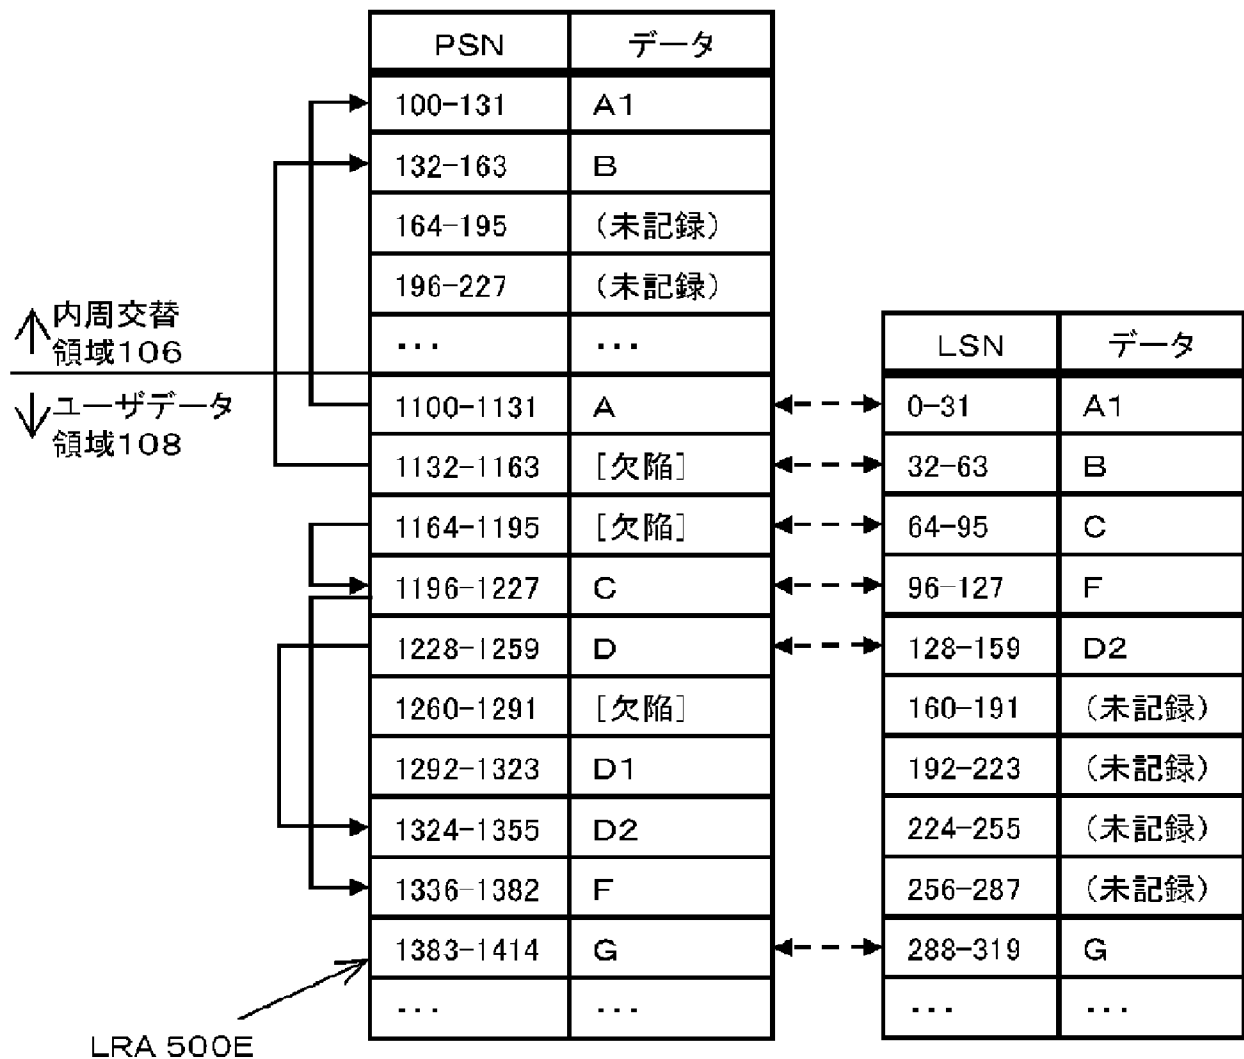 PSN データ
100-131 A1
132-163 B
164-195 (未記録)
196-227 (未記録)
・・・ ・・・
1100-1131 A
1132-1163 [欠陥]
1164-1195 [欠陥]
1196-1227 C
1228-1259 D
1260-1291 [欠陥]
1292-1323 D1
1324-1355 D2
1336-1382 F
1383-1414 G
・・・ ・・・
内周交替
領域106
ユーザデータ
領域108
LSN データ
0-31 A1
32-63 B
64-95 C
96-127 F
128-159 D2
160-191 (未記録)
192-223 (未記録)
224-255 (未記録)
256-287 (未記録)
288-319 G
・・・ ・・・
LRA 500E